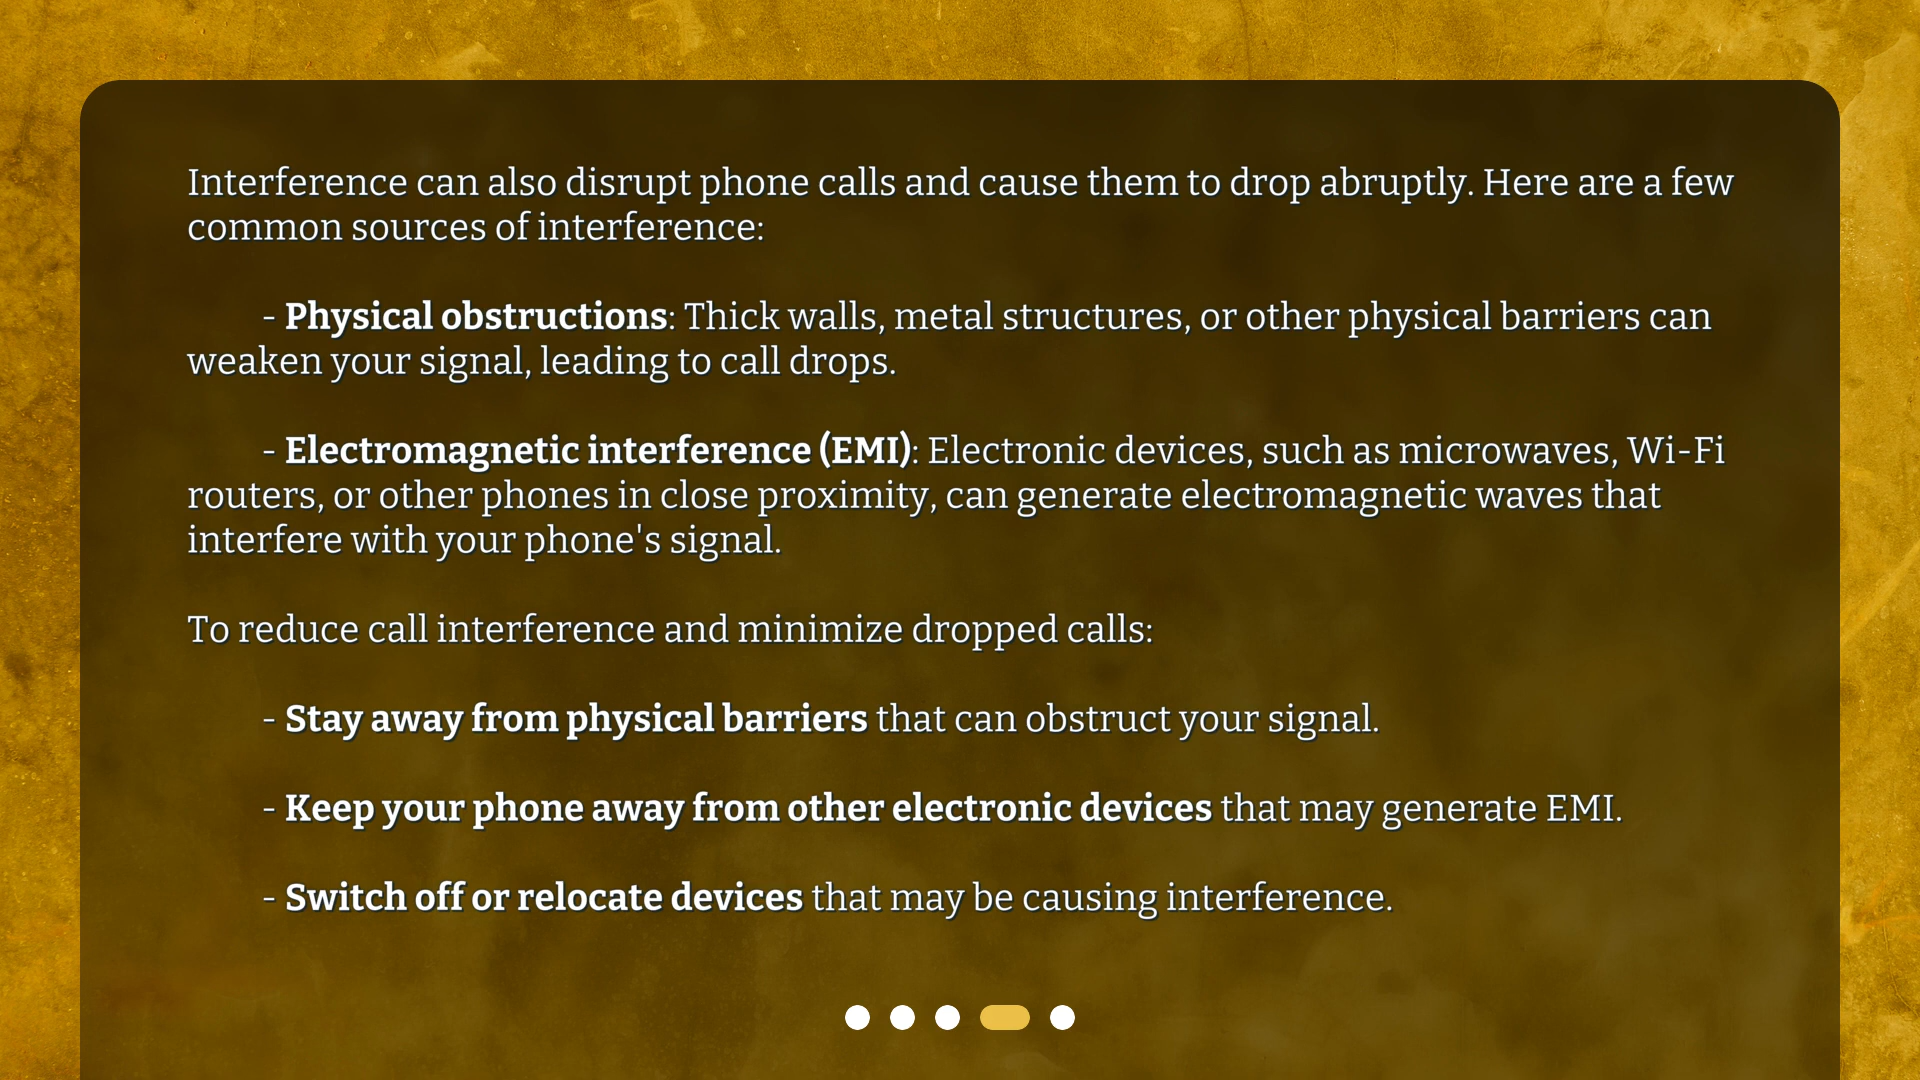 Interference can also disrupt phone calls and cause them to drop abruptly. Here are a few
common sources of interference:
- Physical obstructions: Thick walls, metal structures, or other physical barriers can
weaken your signal, leading to call drops.
- Electromagnetic interference (EMI): Electronic devices, such as microwaves, Wi-Fi
routers, or other phones in close proximity, can generate electromagnetic waves that
interfere with your phone's signal.
To reduce call interference and minimize dropped calls:
- Stay away from physical barriers that can obstruct your signal.
- Keep your phone away from other electronic devices that may generate EMI.
- Switch off or relocate devices that may be causing interference.